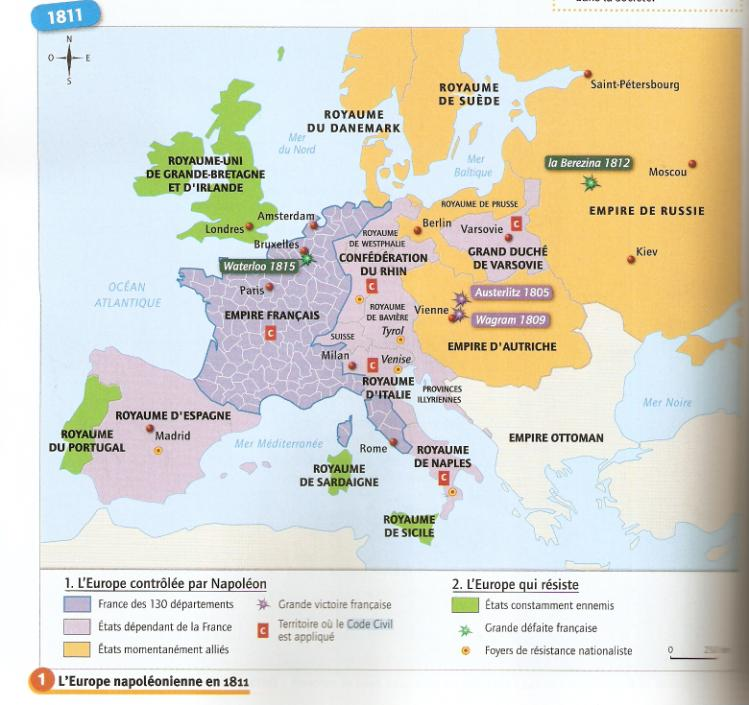 dans la société.
1811
N
O
E
S
ROYAUME
DE SUÈDE
Saint-Pétersbourg
ROYAUME
DU DANEMARK
Mer
du Nord
Mer
Baltique
la Berezina 1812
Moscou
ROYAUME-UNI
DE GRANDE-BRETAGNE
ET D'IRLANDE
ROYAUME DE PRUSSE
EMPIRE DE RUSSIE
Londres
Amsterdam
Berlin
Varsovie
C
ROYAUME
DE WESTPHALIE
Bruxelles
CONFÉDÉRATION
DU RHIN
GRAND DUCHÉ
DE VARSOVIE
Kiev
Waterloo 1815
Paris
C
OCÉAN
ATLANTIQUE
Austerlitz 1805
Vienne
Wagram 1809
EMPIRE FRANÇAIS
C
ROYAUME
DE BAVIÈRE
Tyrol
SUISSE
EMPIRE D'AUTRICHE
Milan
C
Venise
ROYAUME
D'ITALIE
PROVINCES
ILLYRIENNES
Mer Noire
ROYAUME D'ESPAGNE
Madrid
ROYAUME
DU PORTUGAL
Mer Méditerranée
Rome
EMPIRE OTTOMAN
ROYAUME
DE NAPLES
C
ROYAUME
DE SARDAIGNE
ROYAUME
DE SICILE
1. L'Europe contrôlée par Napoléon
France des 130 départements
États dépendant de la France
États momentanément alliés
Grande victoire française
C
Territoire où le Code Civil
est appliqué
2. L'Europe qui résiste
États constamment ennemis
Grande défaite française
Foyers de résistance nationaliste
0
1 L'Europe napoléonienne en 1811